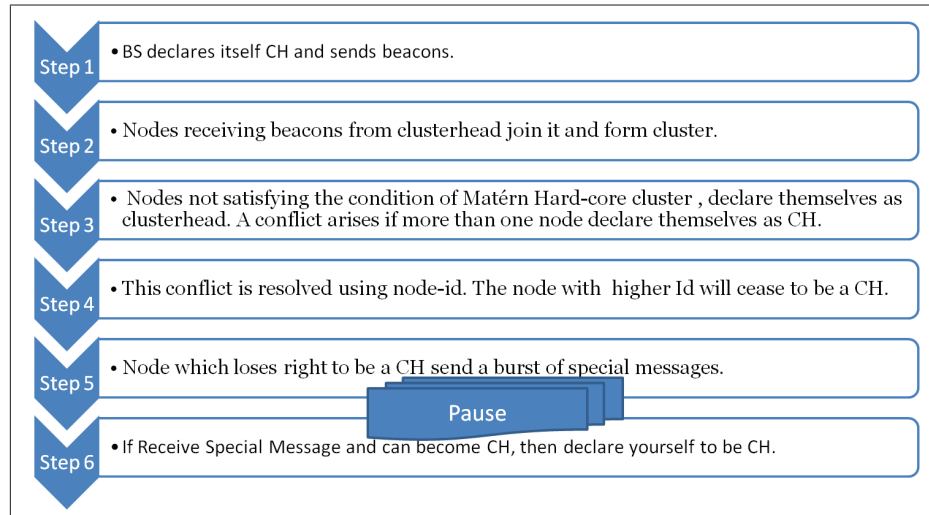 Step 1
• BS declares itself CH and sends beacons.
Step 2
• Nodes receiving beacons from clusterhead join it and form cluster.
Step 3
• Nodes not satisfying the condition of Matérn Hard-core cluster , declare themselves as
clusterhead. A conflict arises if more than one node declare themselves as CH.
Step 4
• This conflict is resolved using node-id. The node with higher Id will cease to be a CH.
Step 5
• Node which loses right to be a CH send a burst of special messages.
Pause
Step 6
• If Receive Special Message and can become CH, then declare yourself to be CH.